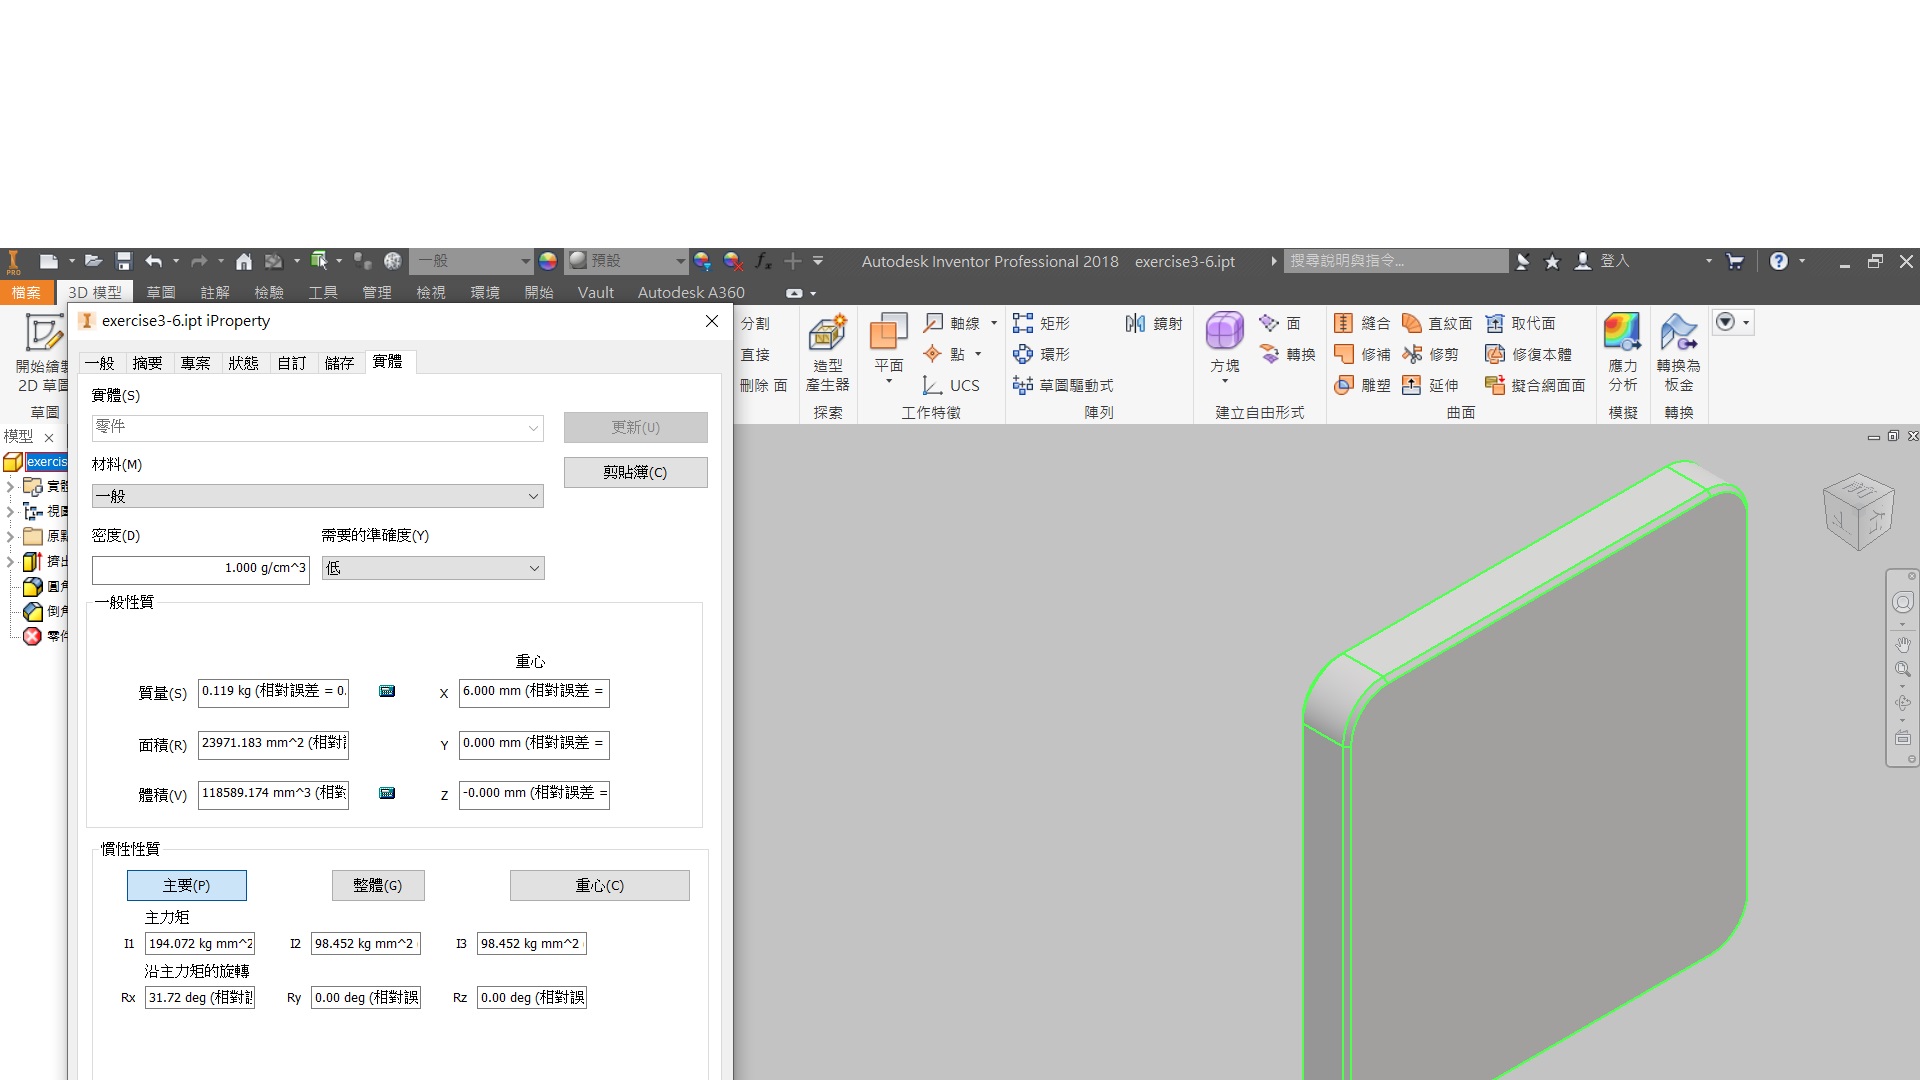 PRO
一般
預設
Autodesk Inventor Professional 2018 exercise3-6.ipt
搜尋說明與指令...
登入
檔案 3D 模型 草圖 註解 檢驗 工具 管理 檢視 環境 開始 Vault Autodesk A360
開始繪製
2D 草圖
草圖
分割
直接
刪除 面
造型
產生器
探索
平面
軸線
點
UCS
工作特徵
矩形
環形
草圖驅動式
鏡射
陣列
方塊
面
轉換
建立自由形式
縫合 直紋面 取代面
修補 修剪 修復本體
雕塑 延伸 擬合網面面
曲面
應力
分析
模擬
轉換為
板金
轉換
模型
exercis
實體
視圖
原點
擠出
圓角
倒角
零件
exercise3-6.ipt iProperty
一般 摘要 專案 狀態 自訂 儲存 實體
實體(S)
零件
更新(U)
材料(M)
剪貼簿(C)
一般
密度(D) 需要的準確度(Y)
1.000 g/cm^3 低
一般性質
重心
質量(S) 0.119 kg (相對誤差 = 0. X 6.000 mm (相對誤差 =
面積(R) 23971.183 mm^2 (相對 Y 0.000 mm (相對誤差 =
體積(V) 118589.174 mm^3 (相對 Z -0.000 mm (相對誤差 =
慣性性質
主要(P) 整體(G) 重心(C)
主力矩
I1 194.072 kg mm^2 I2 98.452 kg mm^2 I3 98.452 kg mm^2
沿主力矩的旋轉
Rx 31.72 deg (相對 Ry 0.00 deg (相對誤 Rz 0.00 deg (相對誤